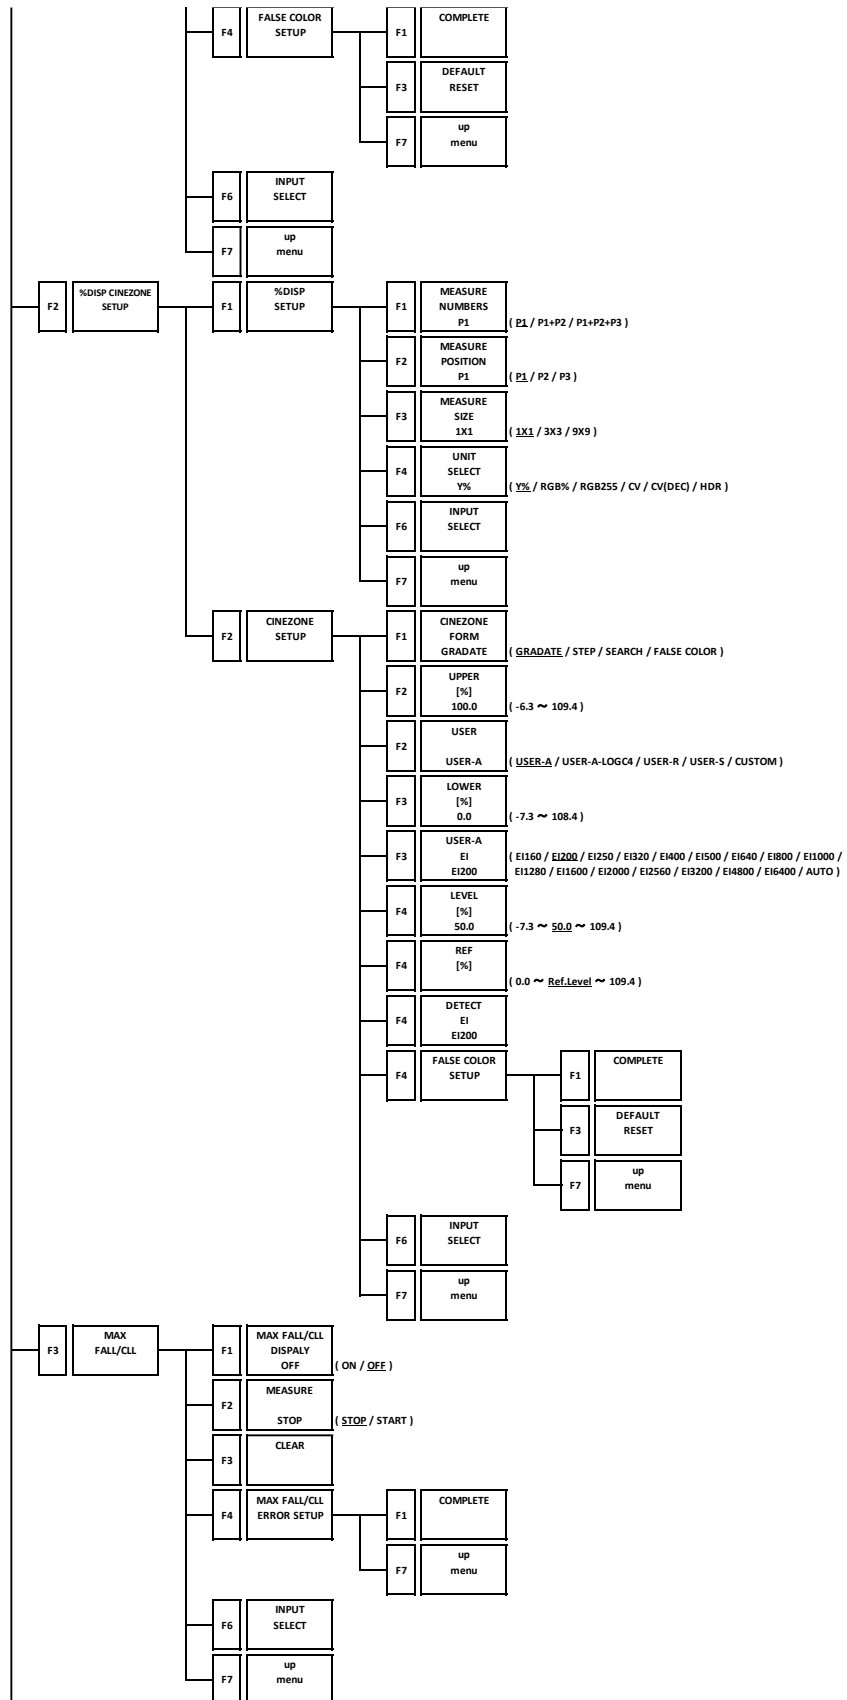 F4
FALSE COLOR
SETUP
F1
COMPLETE
F3
DEFAULT
RESET
F7
up
menu
F6
INPUT
SELECT
F7
up
menu
F2
%DISP CINEZONE
SETUP
F1
%DISP
SETUP
F1
MEASURE
NUMBERS
P1
( P1 / P1+P2 / P1+P2+P3 )
F2
MEASURE
POSITION
P1
( P1 / P2 / P3 )
F3
MEASURE
SIZE
1X1
( 1X1 / 3X3 / 9X9 )
F4
UNIT
SELECT
Y%
( Y% / RGB% / RGB255 / CV / CV(DEC) / HDR )
F6
INPUT
SELECT
F7
up
menu
F2
CINEZONE
SETUP
F1
CINEZONE
FORM
GRADATE
( GRADATE / STEP / SEARCH / FALSE COLOR )
F2
UPPER
[%]
100.0
( -6.3 ~ 109.4 )
F2
USER
USER-A
( USER-A / USER-A-LOGC4 / USER-R / USER-S / CUSTOM )
F3
LOWER
[%]
0.0
( -7.3 ~ 108.4 )
F3
USER-A
EI
EI200
( EI160 / EI200 / EI250 / EI320 / EI400 / EI500 / EI640 / EI800 / EI1000 /
EI1280 / EI1600 / EI2000 / EI2560 / EI3200 / EI4800 / EI6400 / AUTO )
F4
LEVEL
[%]
50.0
( -7.3 ~ 50.0 ~ 109.4 )
F4
REF
[%]
( 0.0 ~ Ref.Level ~ 109.4 )
F4
DETECT
EI
EI200
F4
FALSE COLOR
SETUP
F1
COMPLETE
F3
DEFAULT
RESET
F7
up
menu
F6
INPUT
SELECT
F7
up
menu
F3
MAX
FALL/CLL
F1
MAX FALL/CLL
DISPALY
OFF
( ON / OFF )
F2
MEASURE
STOP
( STOP / START )
F3
CLEAR
F4
MAX FALL/CLL
ERROR SETUP
F1
COMPLETE
F7
up
menu
F6
INPUT
SELECT
F7
up
menu